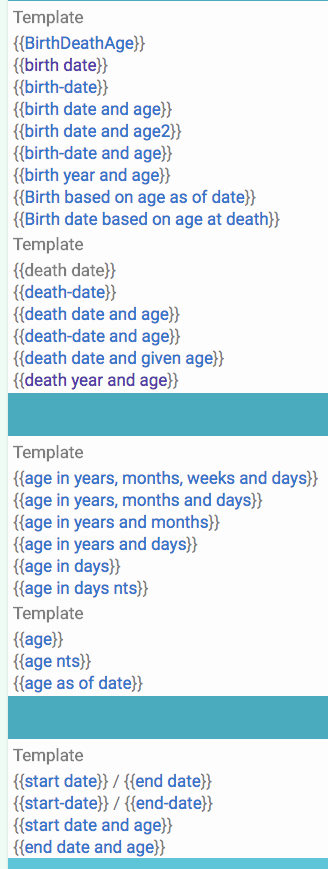 Template
{{BirthDeathAge}}
{{birth date}}
{{birth-date}}
{{birth date and age}}
{{birth date and age2}}
{{birth-date and age}}
{{birth year and age}}
{{Birth based on age as of date}}
{{Birth date based on age at death}}
Template
{{death date}}
{{death-date}}
{{death date and age}}
{{death-date and age}}
{{death date and given age}}
{{death year and age}}
Template
{{age in years, months, weeks and days}}
{{age in years, months and days}}
{{age in years and months}}
{{age in years and days}}
{{age in days}}
{{age in days nts}}
Template
{{age}}
{{age nts}}
{{age as of date}}
Template
{{start date}} / {{end date}}
{{start-date}} / {{end-date}}
{{start date and age}}
{{end date and age}}